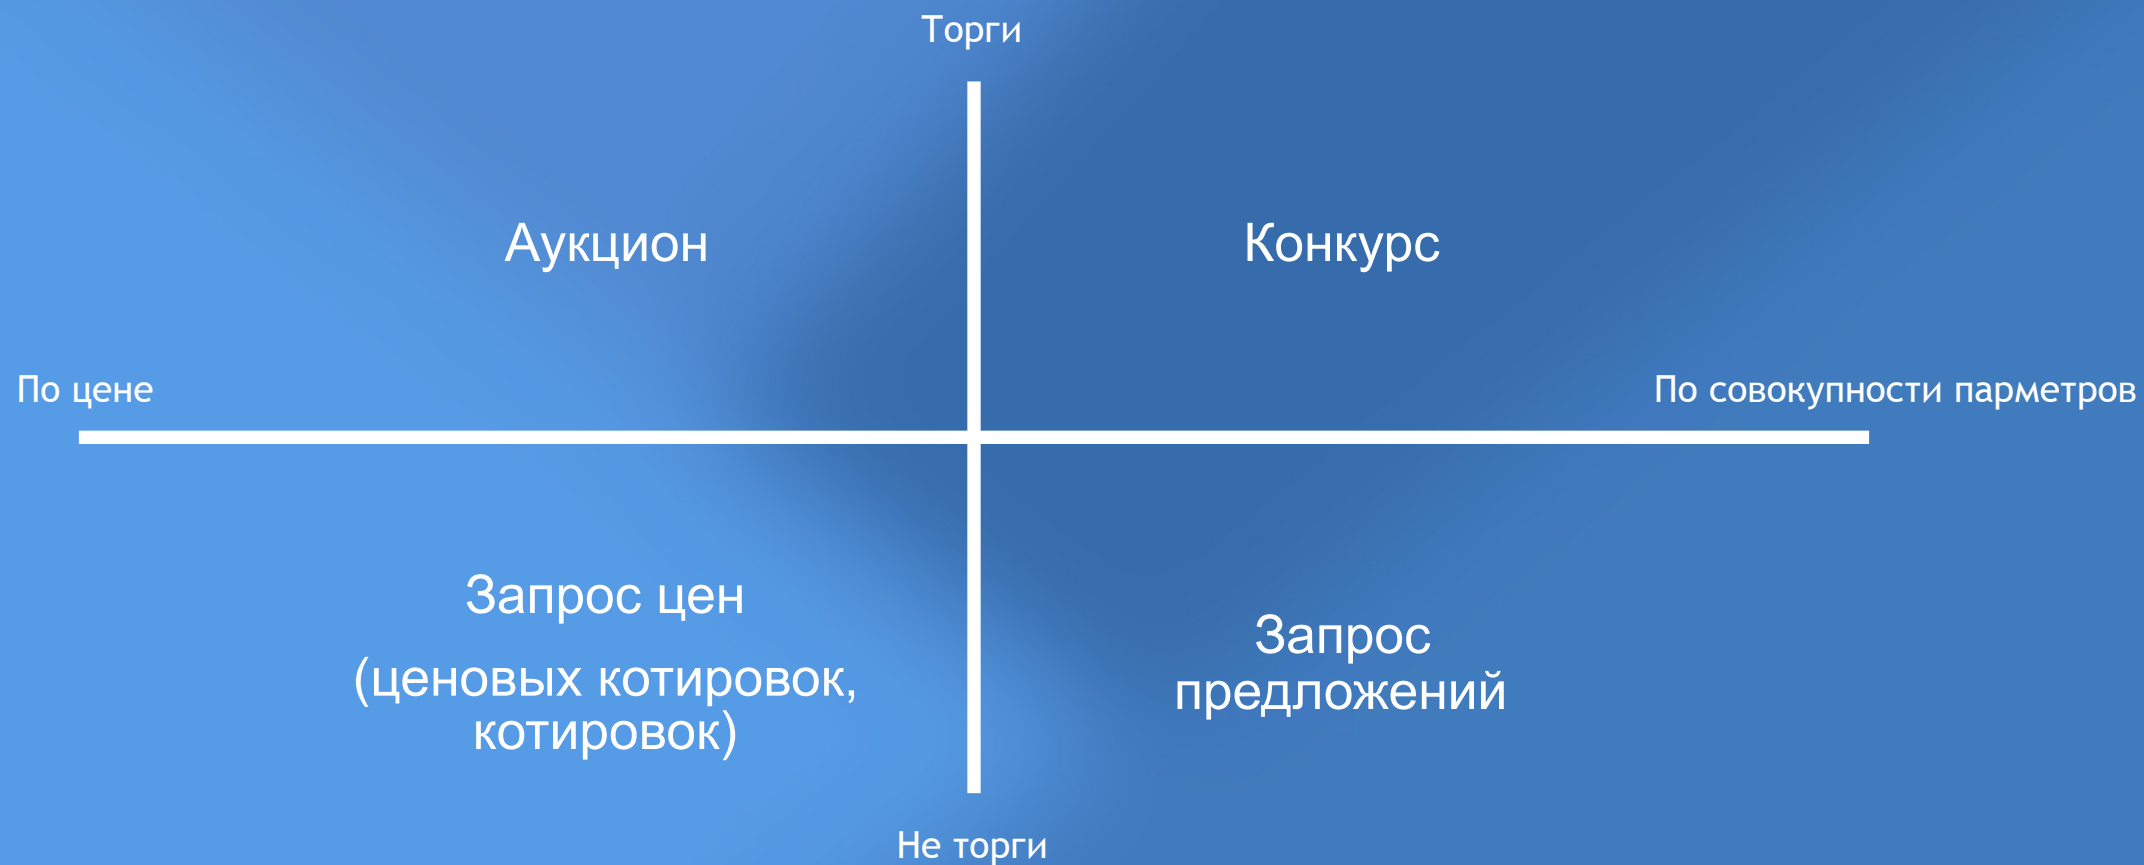 Торги
Аукцион
Конкурс
По цене
По совокупности парметров
Запрос цен
(ценовых котировок,
котировок)
Запрос
предложений
Не торги